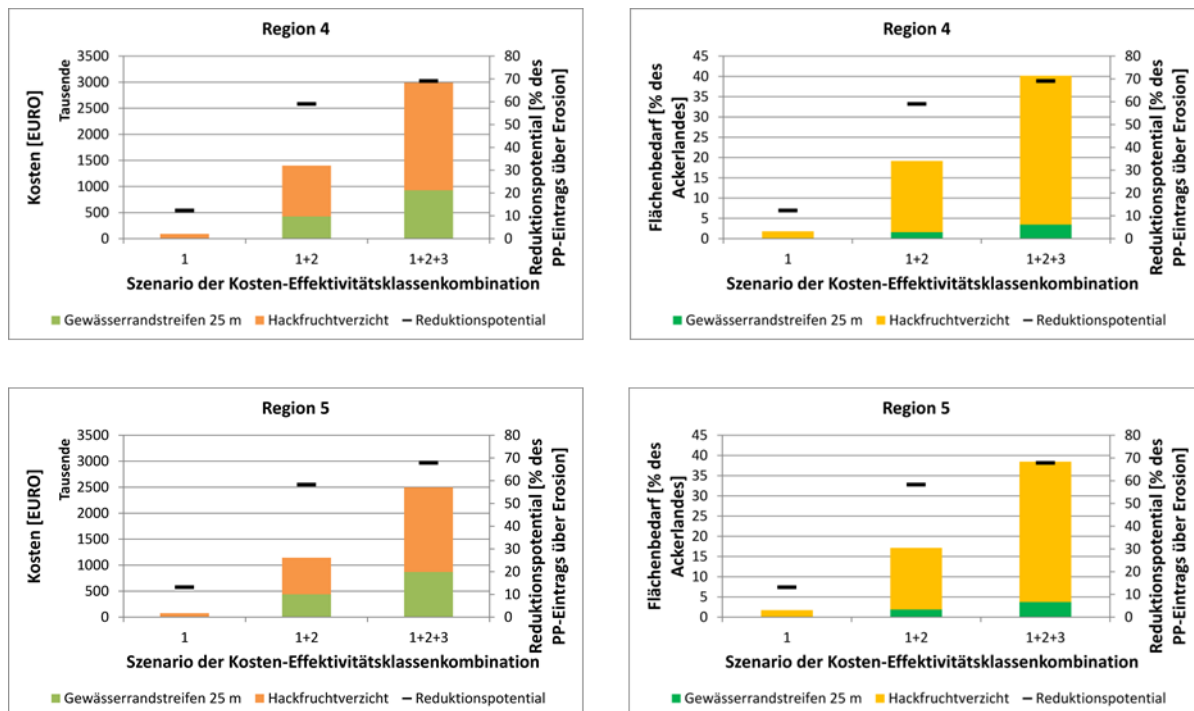 Region 4
Kosten [EURO]
Tausende
3500
3000
2500
2000
1500
1000
500
0
80
70
60
50
40
30
20
10
0
Reduktionspotential [% des
PP-Eintrags über Erosion]
1 1+2 1+2+3
Szenario der Kosten-Effektivitätsklassenkombination
Gewässerrandstreifen 25 m Hackfruchtverzicht Reduktionspotential
Region 4
Flächenbedarf [% des
Ackerlandes]
45
40
35
30
25
20
15
10
5
0
80
70
60
50
40
30
20
10
0
Reduktionspotential [% des
PP-Eintrags über Erosion]
1 1+2 1+2+3
Szenario der Kosten-Effektivitätsklassenkombination
Gewässerrandstreifen 25 m Hackfruchtverzicht Reduktionspotential
Region 5
Kosten [EURO]
Tausende
3500
3000
2500
2000
1500
1000
500
0
80
70
60
50
40
30
20
10
0
Reduktionspotential [% des
PP-Eintrags über Erosion]
1 1+2 1+2+3
Szenario der Kosten-Effektivitätsklassenkombination
Gewässerrandstreifen 25 m Hackfruchtverzicht Reduktionspotential
Region 5
Flächenbedarf [% des
Ackerlandes]
45
40
35
30
25
20
15
10
5
0
80
70
60
50
40
30
20
10
0
Reduktionspotential [% des
PP-Eintrags über Erosion]
1 1+2 1+2+3
Szenario der Kosten-Effektivitätsklassenkombination
Gewässerrandstreifen 25 m Hackfruchtverzicht Reduktionspotential